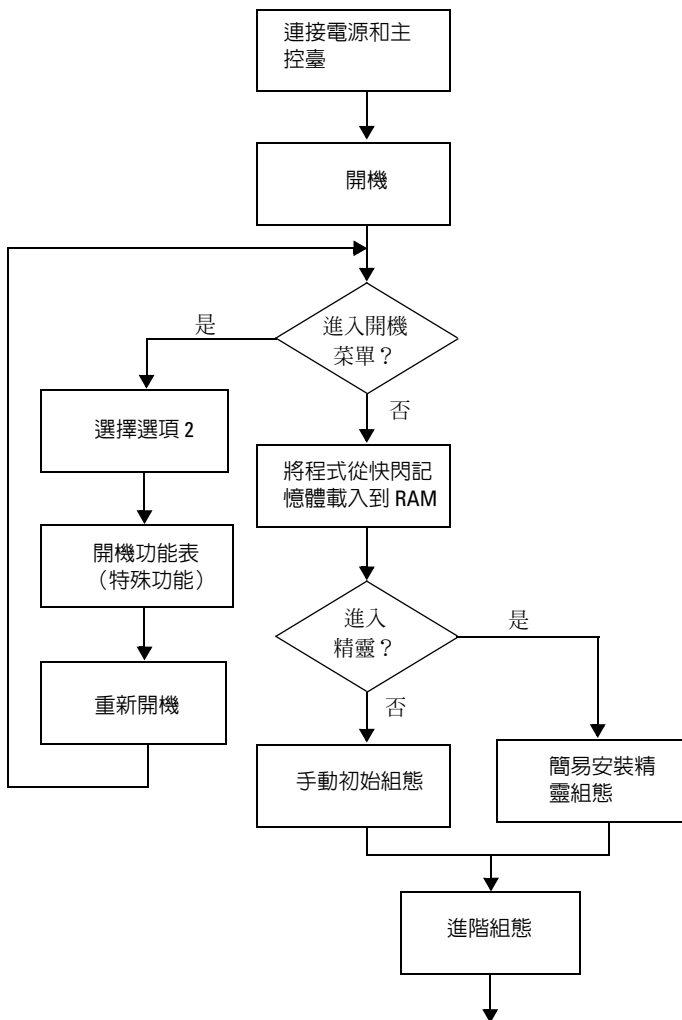 連接電源和主
控臺
開機
進入開機
菜單？
是
否
選擇選項 2
將程式從快閃記
憶體載入到 RAM
開機功能表
（特殊功能）
進入
精靈？
是
否
重新開機
手動初始組態
簡易安裝精
靈組態
進階組態